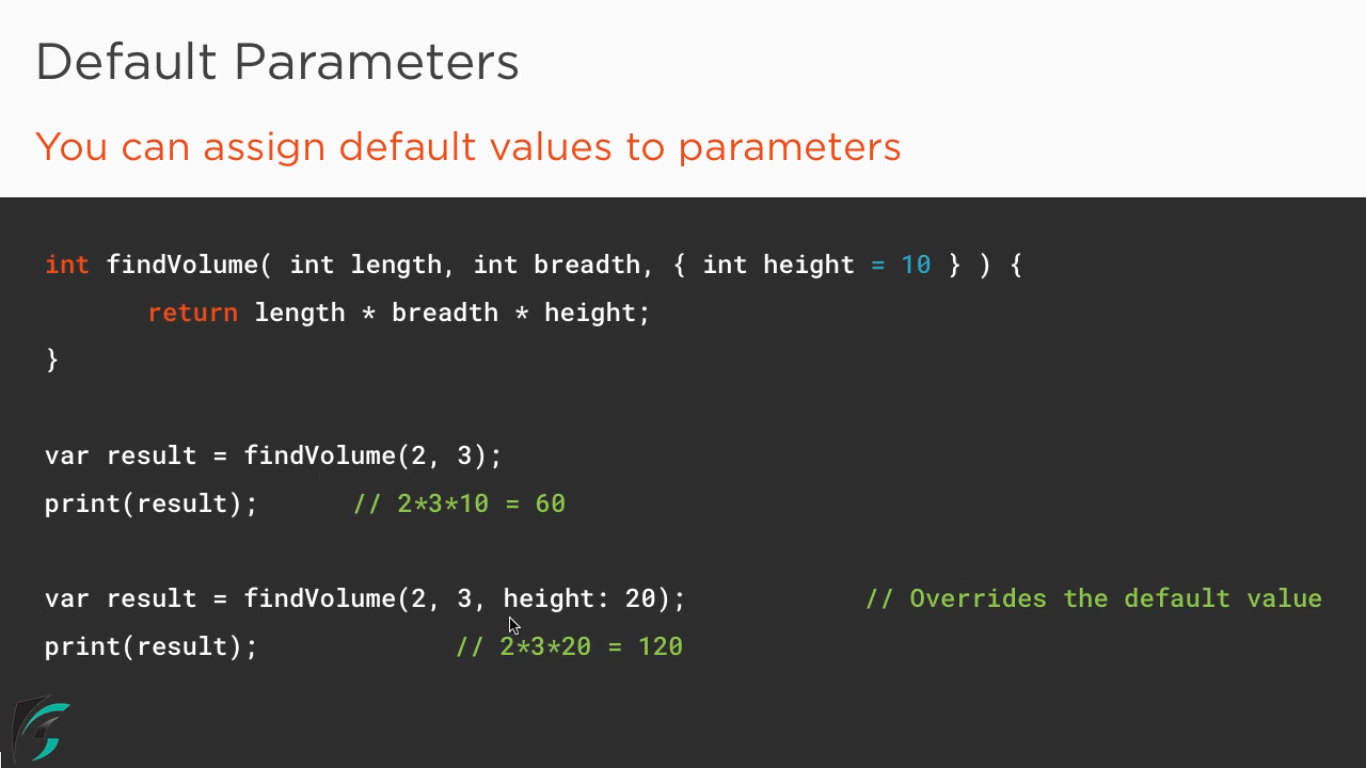 Default Parameters
You can assign default values to parameters
int findVolume( int length, int breadth, { int height = 10 } ) {
return length * breadth * height;
}
var result = findVolume(2, 3);
print(result); // 2*3*10 = 60
var result = findVolume(2, 3, height: 20); // Overrides the default value
print(result); // 2*3*20 = 120